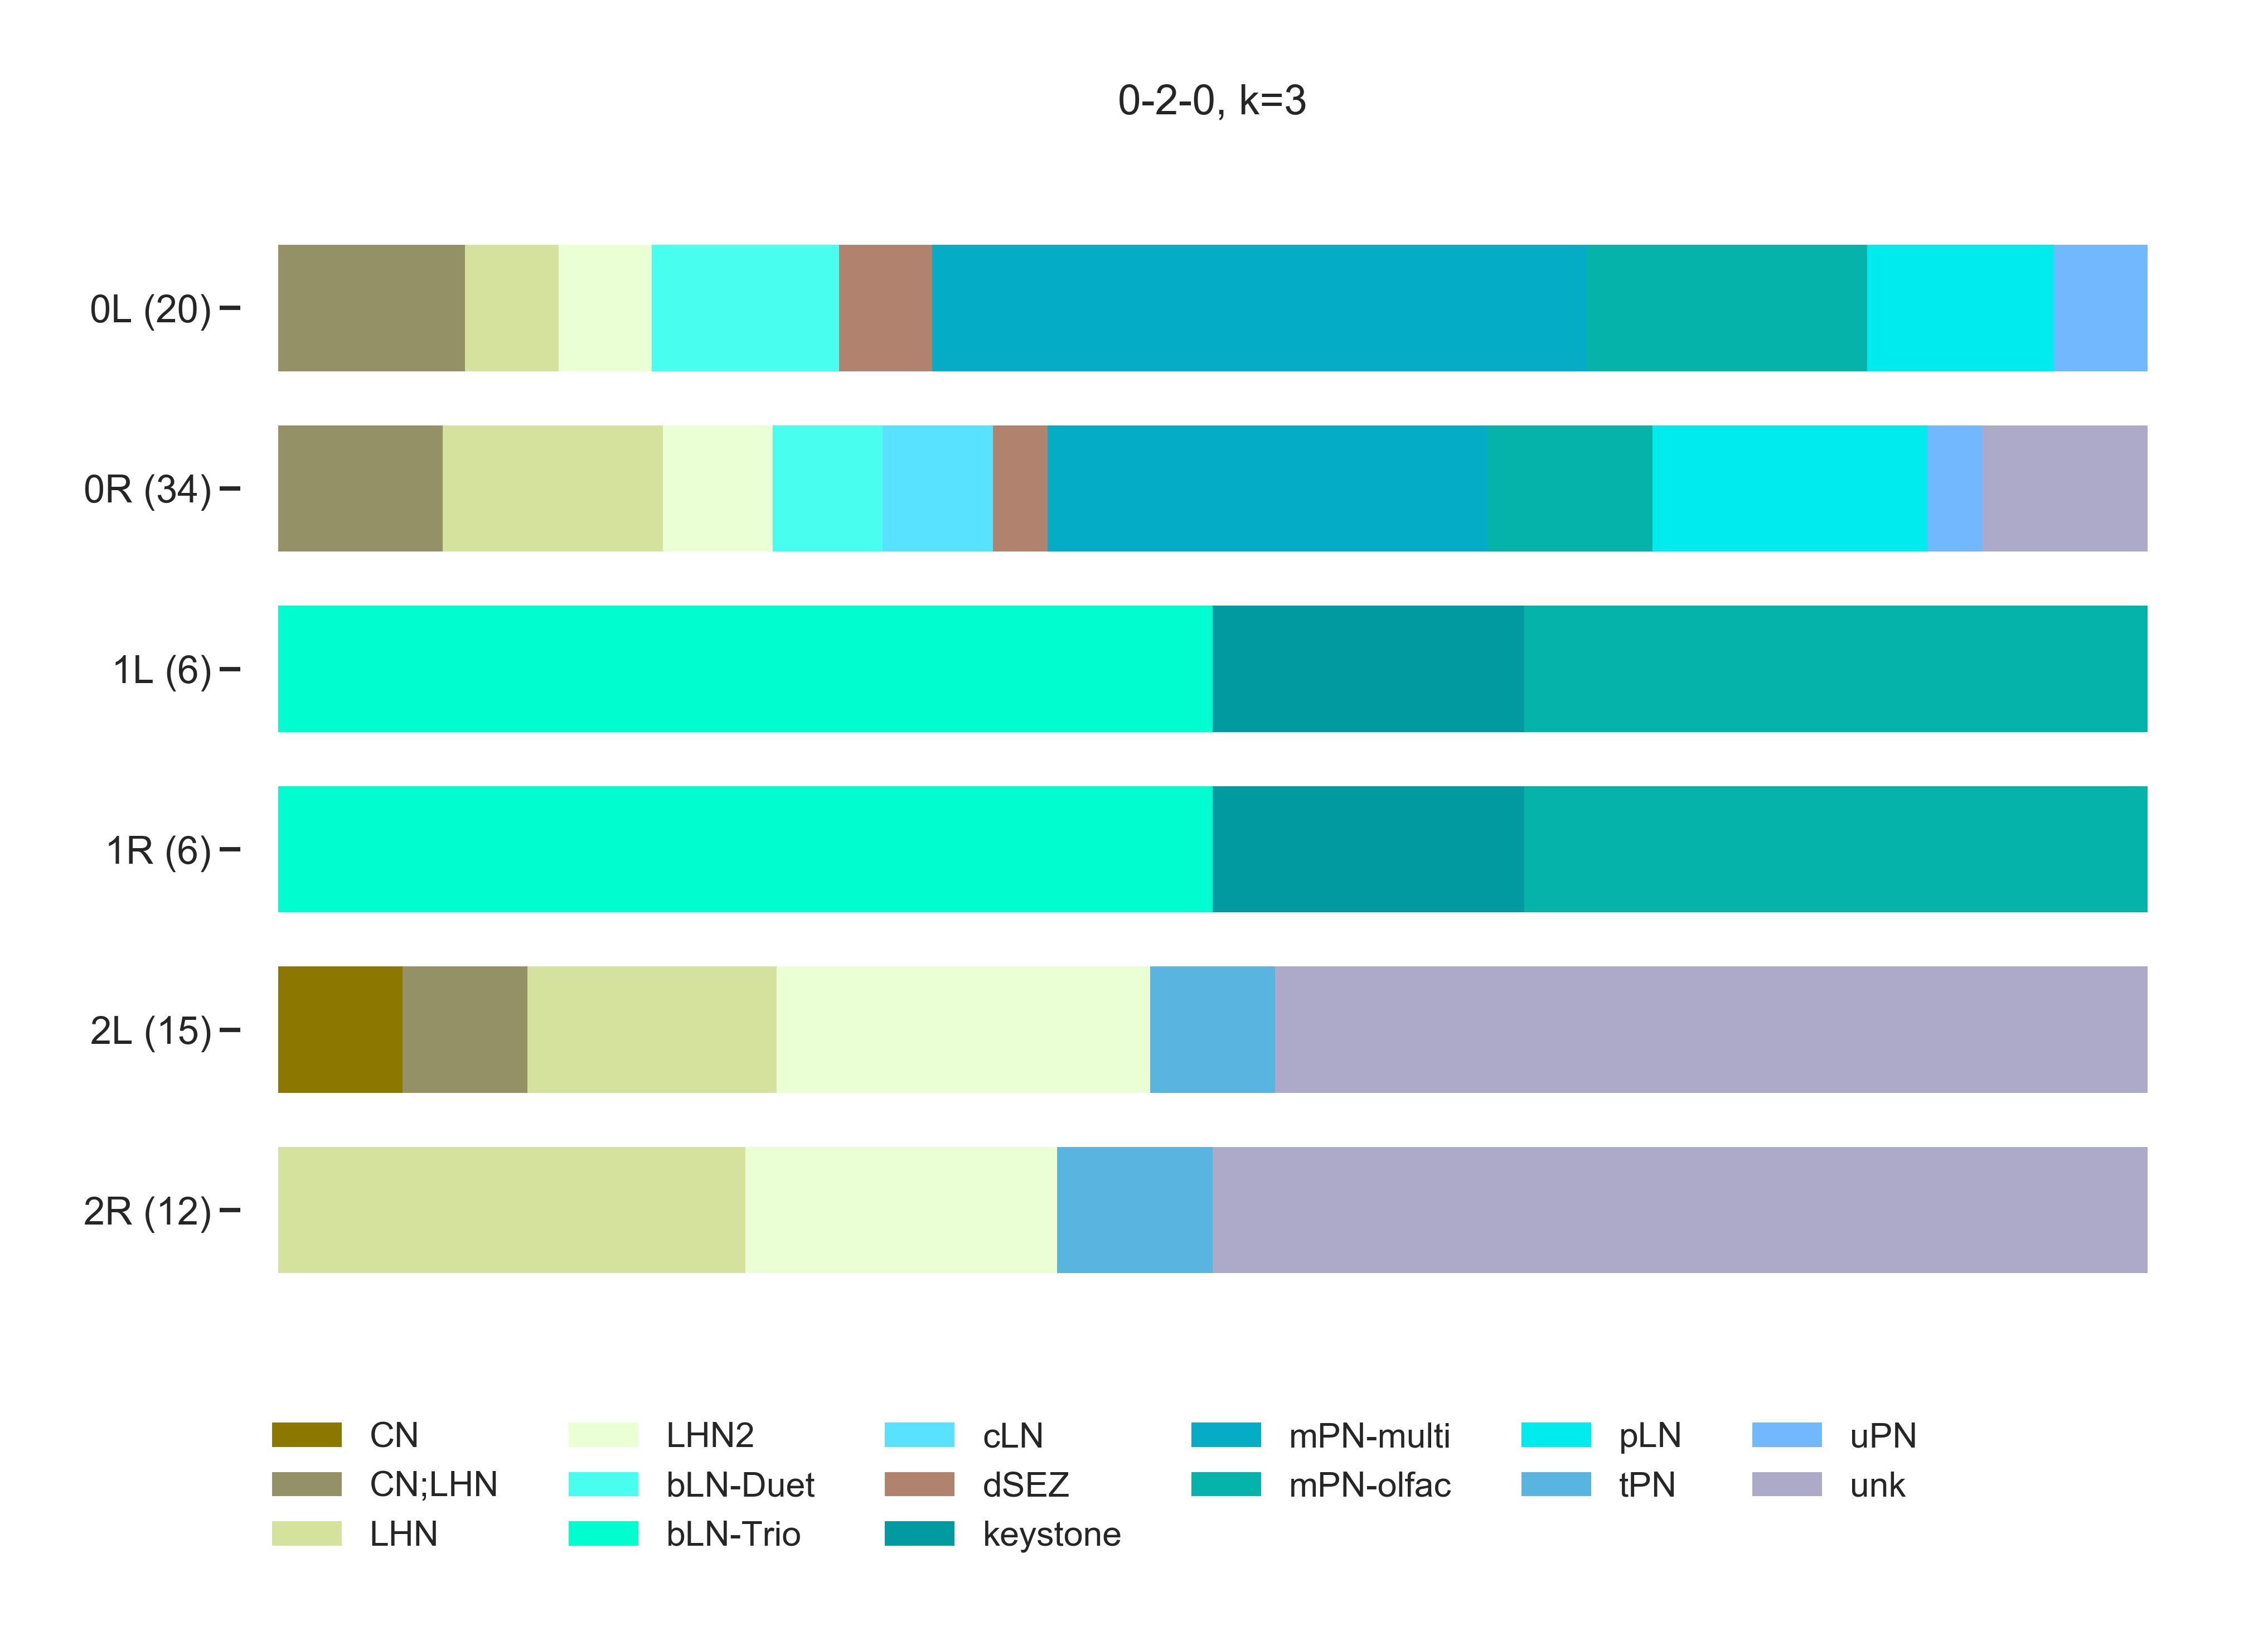 0-2-0, k=3
0L (20)
0R (34)
1L (6)
1R (6)
2L (15)
2R (12)
CN LHN2 cLN mPN-multi pLN uPN
CN;LHN bLN-Duet dSEZ mPN-olfac tPN unk
LHN bLN-Trio keystone